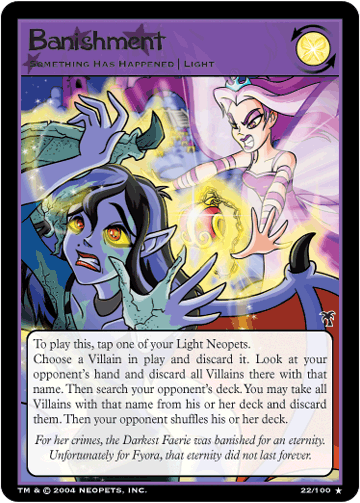 Banishment
Something Has Happened | Light
To play this, tap one of your Light Neopets.
Choose a Villain in play and discard it. Look at your
opponent's hand and discard all Villains there with that
name. Then search your opponent's deck. You may take all
Villains with that name from his or her deck and discard
them. Then your opponent shuffles his or her deck.
For her crimes, the Darkest Faerie was banished for an eternity.
Unfortunately for Fyora, that eternity did not last forever.
TM & © 2004 NEOPETS, INC. 22/100 ★